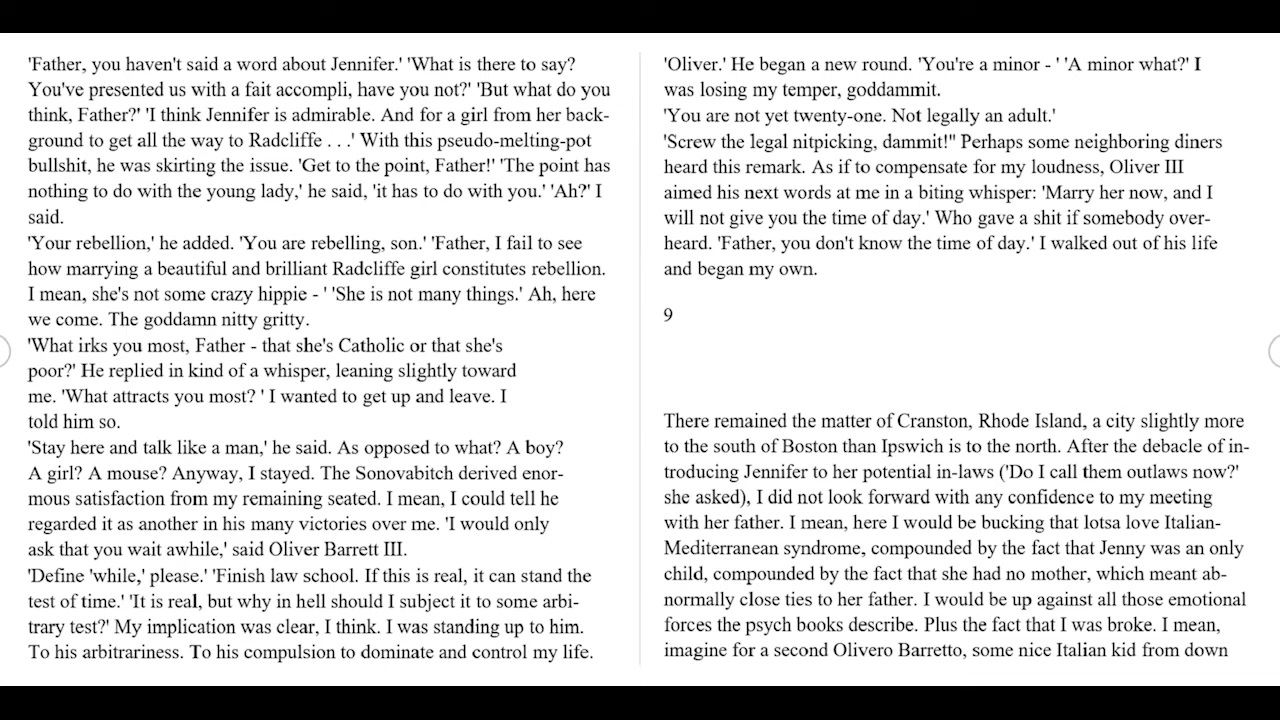 'Father, you haven't said a word about Jennifer.' 'What is there to say?
You've presented us with a fait accompli, have you not?' 'But what do you
think, Father?' 'I think Jennifer is admirable. And for a girl from her back-
ground to get all the way to Radcliffe . . .' With this pseudo-melting-pot
bullshit, he was skirting the issue. 'Get to the point, Father!' 'The point has
nothing to do with the young lady,' he said, 'it has to do with you.' 'Ah?' I
said.
'Your rebellion,' he added. 'You are rebelling, son.' 'Father, I fail to see
how marrying a beautiful and brilliant Radcliffe girl constitutes rebellion.
I mean, she's not some crazy hippie - ' 'She is not many things.' Ah, here
we come. The goddamn nitty gritty.
'What irks you most, Father - that she's Catholic or that she's
poor?' He replied in kind of a whisper, leaning slightly toward
me. 'What attracts you most? ' I wanted to get up and leave. I
told him so.
'Stay here and talk like a man,' he said. As opposed to what? A boy?
A girl? A mouse? Anyway, I stayed. The Sonovabitch derived enor-
mous satisfaction from my remaining seated. I mean, I could tell he
regarded it as another in his many victories over me. 'I would only
ask that you wait awhile,' said Oliver Barrett III.
'Define 'while,' please.' 'Finish law school. If this is real, it can stand the
test of time.' 'It is real, but why in hell should I subject it to some arbi-
trary test?' My implication was clear, I think. I was standing up to him.
To his arbitrariness. To his compulsion to dominate and control my life.
'Oliver.' He began a new round. 'You're a minor - ' 'A minor what?' I
was losing my temper, goddammit.
'You are not yet twenty-one. Not legally an adult.'
'Screw the legal nitpicking, dammit!" Perhaps some neighboring diners
heard this remark. As if to compensate for my loudness, Oliver III
aimed his next words at me in a biting whisper: 'Marry her now, and I
will not give you the time of day.' Who gave a shit if somebody over-
heard. 'Father, you don't know the time of day.' I walked out of his life
and began my own.
9
There remained the matter of Cranston, Rhode Island, a city slightly more
to the south of Boston than Ipswich is to the north. After the debacle of in-
troducing Jennifer to her potential in-laws ('Do I call them outlaws now?'
she asked), I did not look forward with any confidence to my meeting
with her father. I mean, here I would be bucking that lotsa love Italian-
Mediterranean syndrome, compounded by the fact that Jenny was an only
child, compounded by the fact that she had no mother, which meant ab-
normally close ties to her father. I would be up against all those emotional
forces the psych books describe. Plus the fact that I was broke. I mean,
imagine for a second Olivero Barretto, some nice Italian kid from down